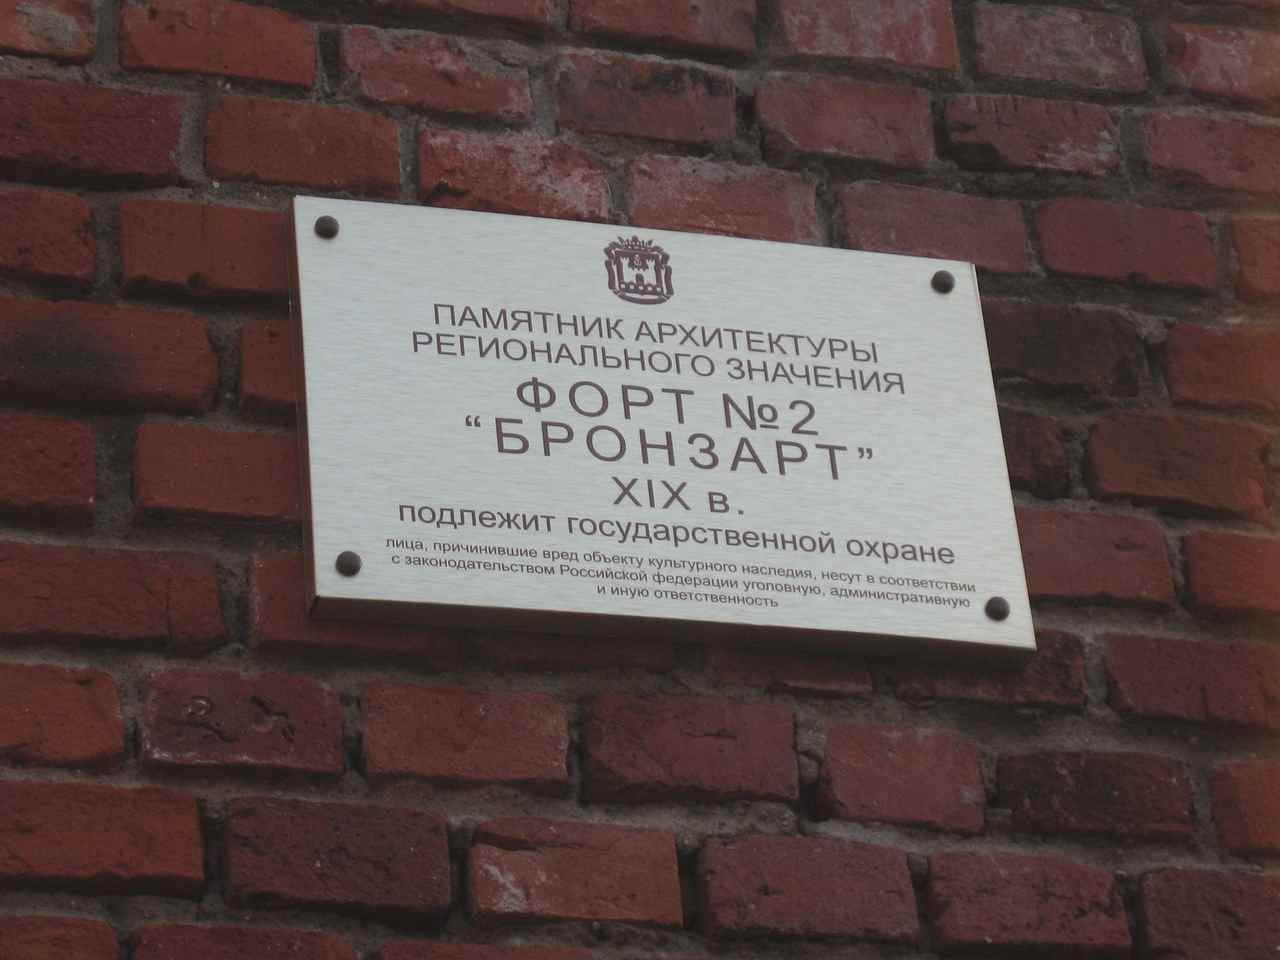 ПАМЯТНИК АРХИТЕКТУРЫ
РЕГИОНАЛЬНОГО ЗНАЧЕНИЯ
ФОРТ №2
“БРОНЗАРТ”
XIX в.
подлежит государственной охране
лица, причинившие вред объекту культурного наследия, несут в соответствии
с законодательством Российской федерации уголовную, административную
и иную ответственность